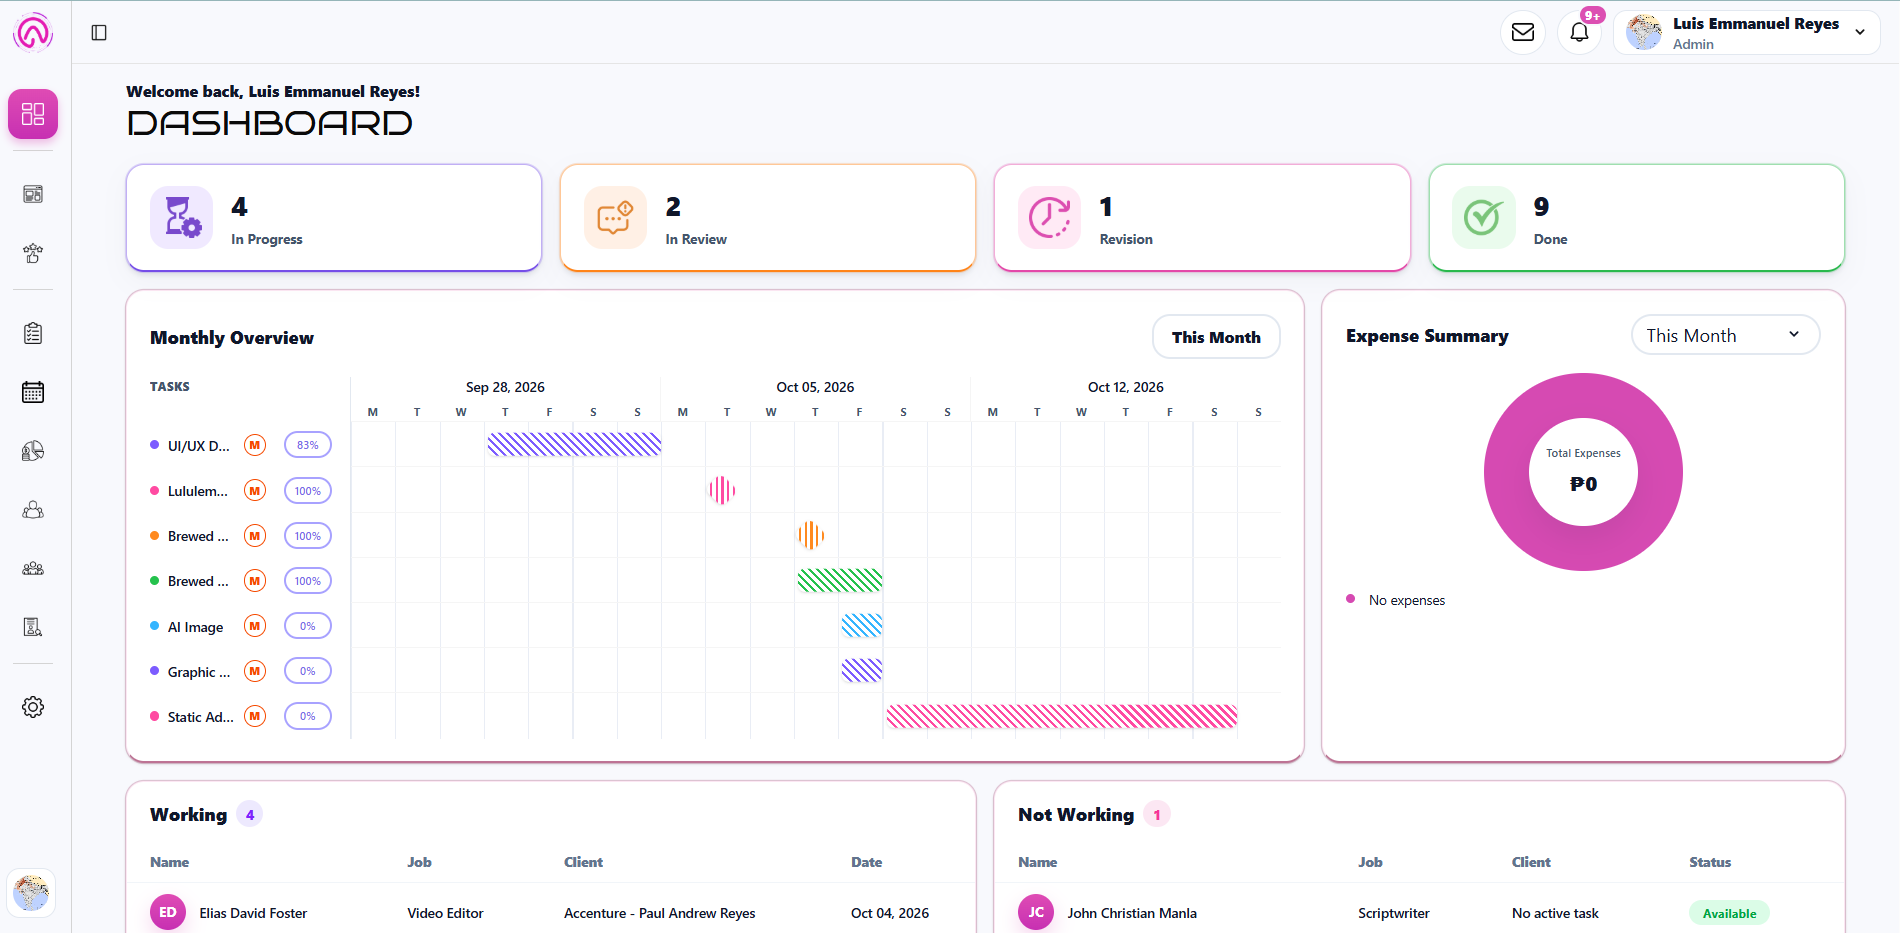 9+
Luis Emmanuel Reyes
Admin
Welcome back, Luis Emmanuel Reyes!
DASHBOARD
4
In Progress
2
In Review
1
Revision
9
Done
Monthly Overview
This Month
TASKS
Sep 28, 2026
Oct 05, 2026
Oct 12, 2026
M T W T F S S M T W T F S S M T W T F S S
UI/UX D... M 83%
Lululem... M 100%
Brewed ... M 100%
Brewed ... M 100%
AI Image M 0%
Graphic ... M 0%
Static Ad... M 0%
Expense Summary
This Month
Total Expenses
₱0
No expenses
Working 4
Name Job Client Date
ED Elias David Foster Video Editor Accenture - Paul Andrew Reyes Oct 04, 2026
Not Working 1
Name Job Client Status
JC John Christian Manla Scriptwriter No active task Available